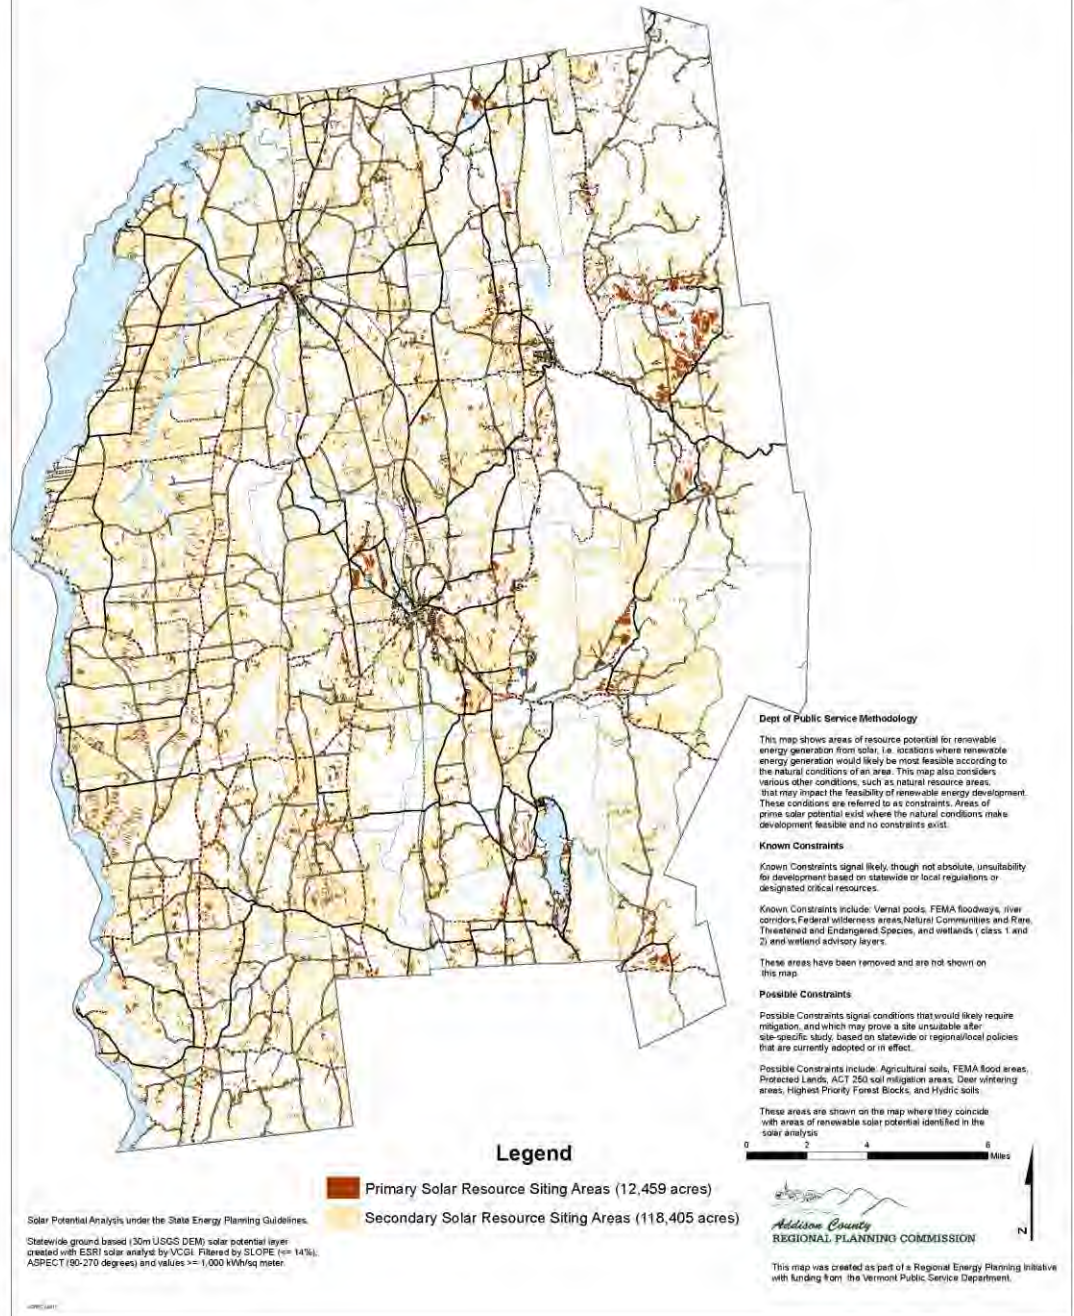 Dept of Public Service Methodology
This map shows areas of resource potential for renewable
energy generation from solar, i.e. locations where renewable
energy generation would likely be most feasible according to
the natural conditions of an area. This map also considers
various other conditions, such as natural resource areas,
that may impact the feasibility of renewable energy development.
These conditions are referred to as constraints. Areas of
prime solar potential exist where the natural conditions make
development feasible and no constraints exist.
Known Constraints
Known Constraints signal likely, though not absolute, unsuitability
for development based on statewide or local regulations or
designated critical resources.
Known Constraints include: Vernal pools, FEMA floodways, river
corridors,Federal wilderness areas,Natural Communities and Rare,
Threatened and Endangered Species, and wetlands ( class 1 and
2) and wetland advisory layers.
These areas have been removed and are not shown on
this map.
Possible Constraints
Possible Constraints signal conditions that would likely require
mitigation, and which may prove a site unsuitable after
site-specific study, based on statewide or regional/local policies
that are currently adopted or in effect.
Possible Constraints include: Agricultural soils, FEMA flood areas,
Protected Lands, ACT 250 soil mitigation areas, Deer wintering
areas, Highest Priority Forest Blocks, and Hydric soils
These areas are shown on the map where they coincide
with areas of renewable solar potential identified in the
solar analysis
0 2 4 8
Miles
Legend
Primary Solar Resource Siting Areas (12,459 acres)
Secondary Solar Resource Siting Areas (118,405 acres)
Solar Potential Analysis under the State Energy Planning Guidelines.
Statewide ground based (30m USGS DEM) solar potential layer
created with ESRI solar analyst by VCGI. Filtered by SLOPE (<= 14%),
ASPECT (90-270 degrees) and values >= 1,000 kWh/sq meter.
Addison County
REGIONAL PLANNING COMMISSION
N
This map was created as part of a Regional Energy Planning Initiative
with funding from the Vermont Public Service Department.